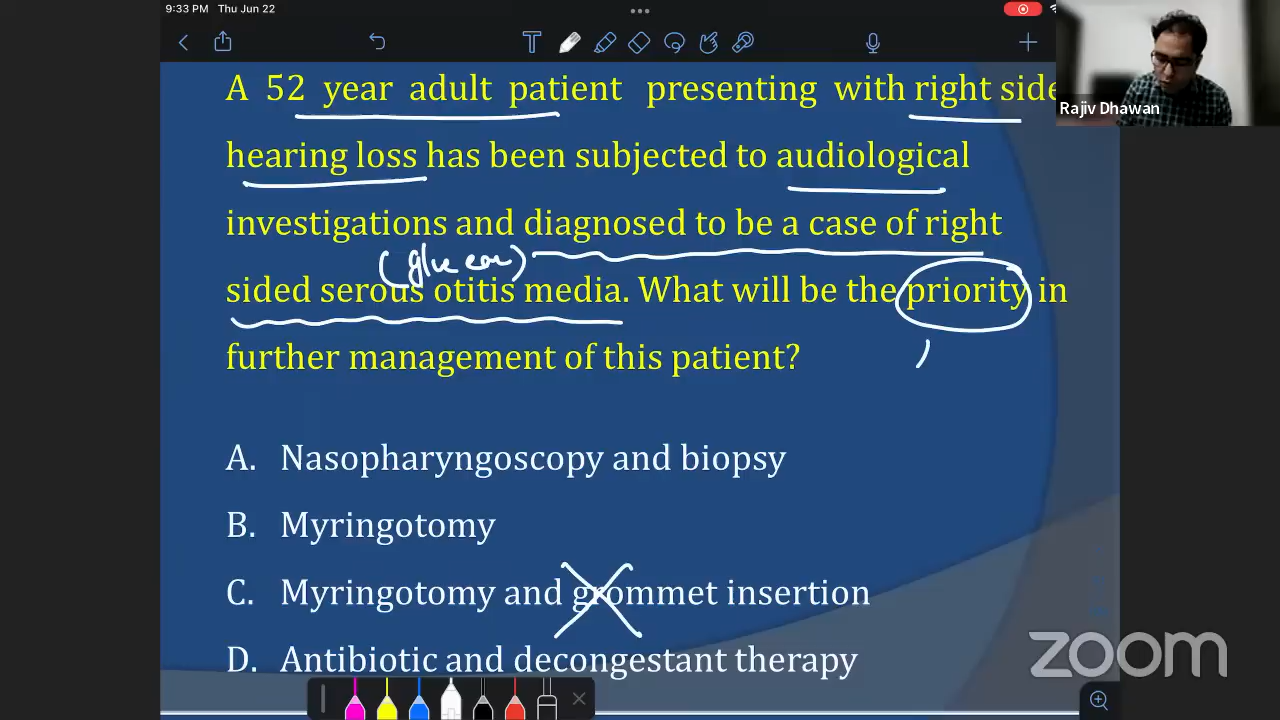 9:33 PM Thu Jun 22
T
Rajiv Dhawan
A 52 year adult patient presenting with right side
hearing loss has been subjected to audiological
investigations and diagnosed to be a case of right
(glue ear)
sided serous otitis media. What will be the priority in
further management of this patient?
A. Nasopharyngoscopy and biopsy
B. Myringotomy
C. Myringotomy and grommet insertion
D. Antibiotic and decongestant therapy
zoom